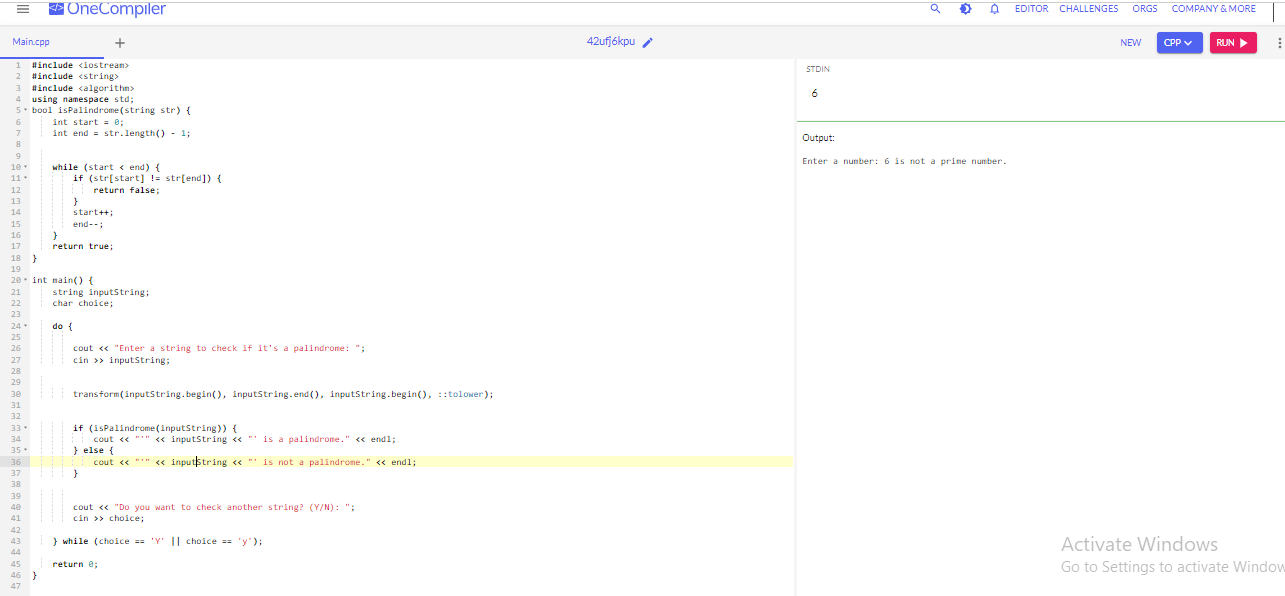 OneCompiler
EDITOR CHALLENGES ORGS COMPANY & MORE
Main.cpp + 42ufj6kpu NEW CPP RUN
1 #include <iostream>
2 #include <string>
3 #include <algorithm>
4 using namespace std;
5 bool isPalindrome(string str) {
6 int start = 0;
7 int end = str.length() - 1;
8
9
10 while (start < end) {
11 if (str[start] != str[end]) {
12 return false;
13 }
14 start++;
15 end--;
16 }
17 return true;
18 }
19
20 int main() {
21 string inputString;
22 char choice;
23
24 do {
25
26 cout << "Enter a string to check if it's a palindrome: ";
27 cin >> inputString;
28
29
30 transform(inputString.begin(), inputString.end(), inputString.begin(), ::tolower);
31
32
33 if (isPalindrome(inputString)) {
34 cout << "'" << inputString << "' is a palindrome." << endl;
35 } else {
36 cout << "'" << inputString << "' is not a palindrome." << endl;
37 }
38
39
40 cout << "Do you want to check another string? (Y/N): ";
41 cin >> choice;
42
43 } while (choice == 'Y' || choice == 'y');
44
45 return 0;
46 }
47
STDIN
6
Output:
Enter a number: 6 is not a prime number.
Activate Windows
Go to Settings to activate Window